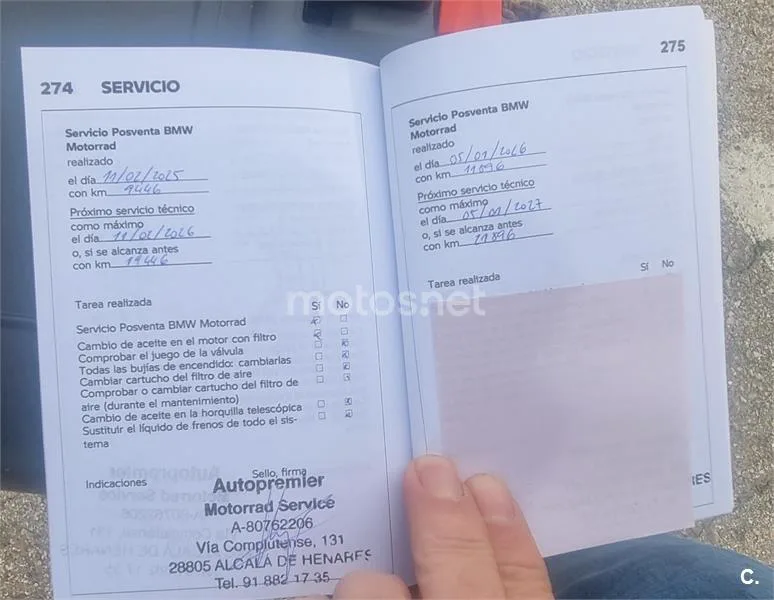 274 SERVICIO
Servicio Posventa BMW
Motorrad
realizado
el día 11/02/2025
con km 9446
Próximo servicio técnico
como máximo
el día 11/02/2026
o, si se alcanza antes
con km 19446
Tarea realizada
Sí No
Servicio Posventa BMW Motorrad
Cambio de aceite en el motor con filtro
Comprobar el juego de la válvula
Todas las bujías de encendido: cambiarlas
Cambiar cartucho del filtro de aire
Comprobar o cambiar cartucho del filtro de
aire (durante el mantenimiento)
Cambio de aceite en la horquilla telescópica
Sustituir el líquido de frenos de todo el sis-
tema
Indicaciones
Sello, firma
Autopremier
Motorrad Service
A-80762206
Vía Complutense, 131
28805 ALCALÁ DE HENARES
Tel. 91 882 17 35
275
Servicio Posventa BMW
Motorrad
realizado
el día 05/01/2026
con km 11896
Próximo servicio técnico
como máximo
el día 05/01/2027
o, si se alcanza antes
con km 21896
Sí No
Tarea realizada
RES
motos.net
C.